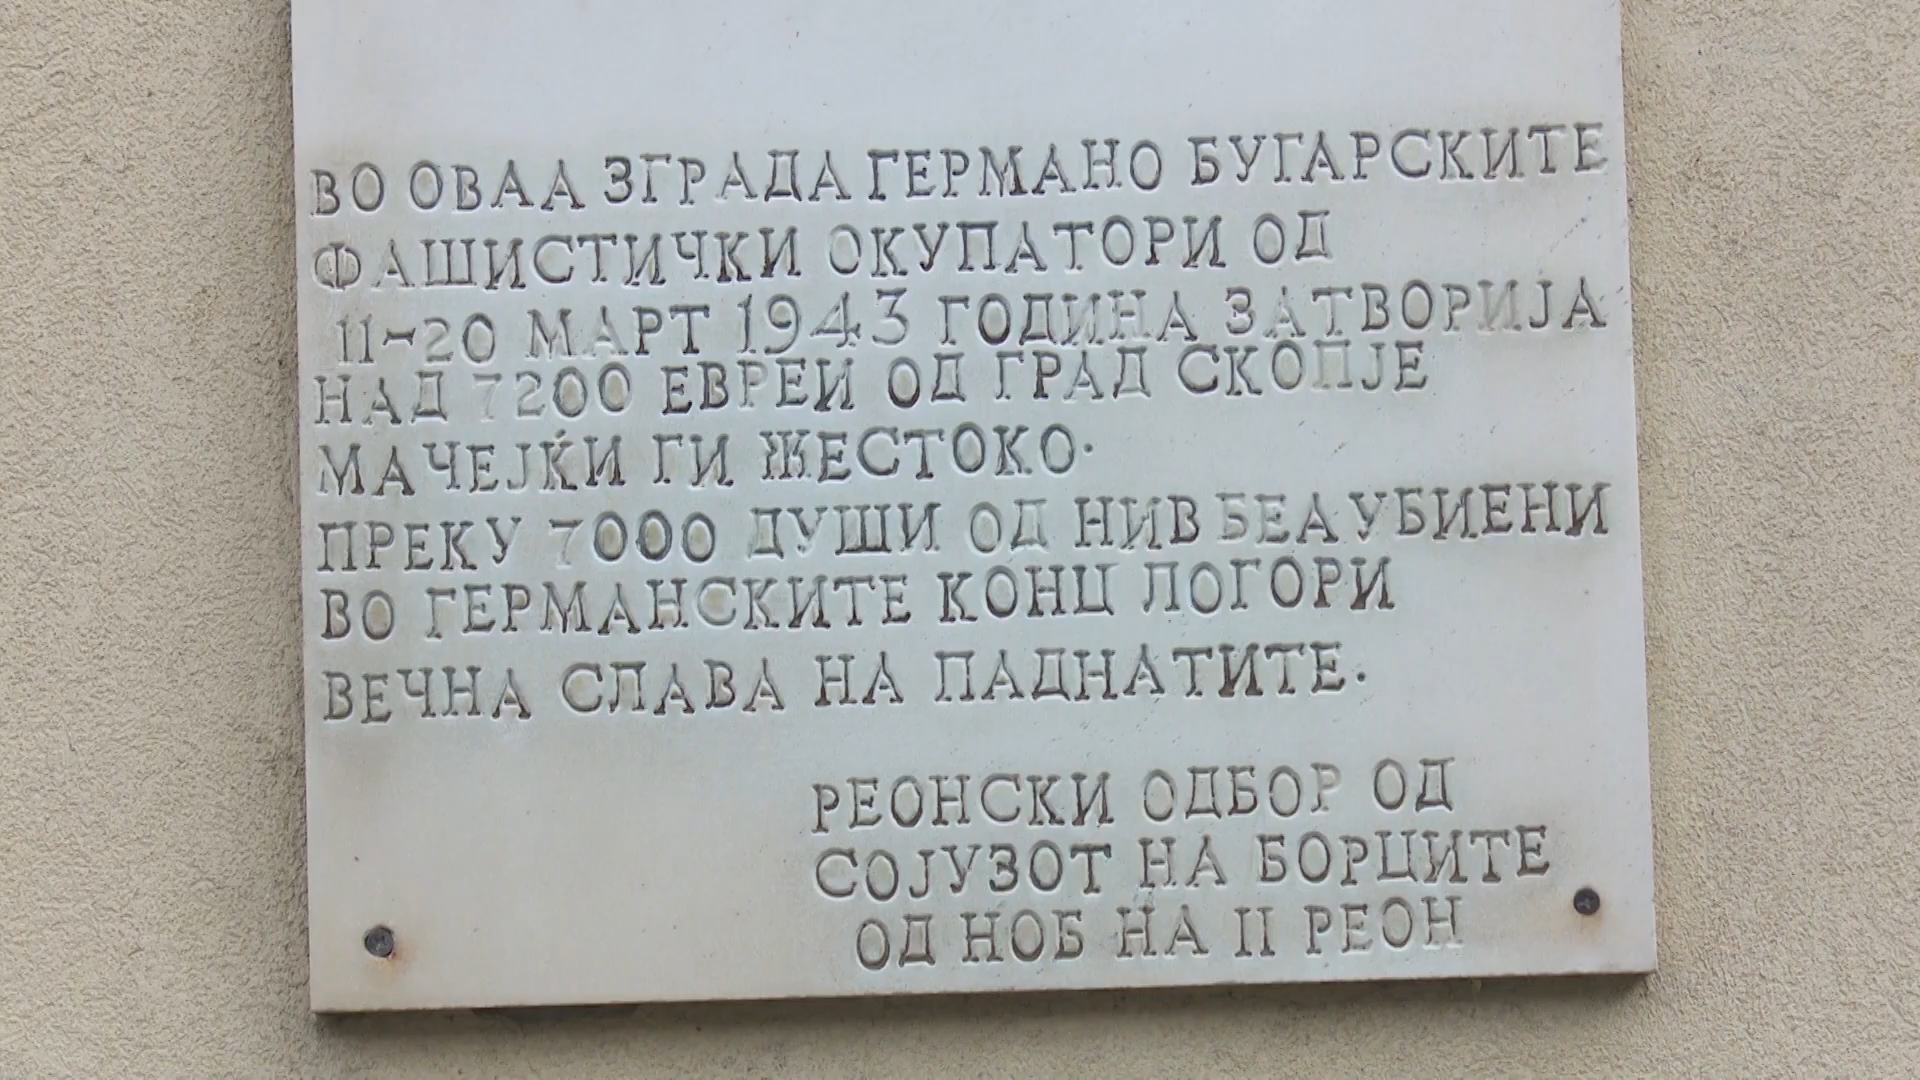 ВО ОВАА ЗГРАДА ГЕРМАНО БУГАРСКИТЕ
ФАШИСТИЧКИ ОКУПАТОРИ ОД
11-20 МАРТ 1943 ГОДИНА ЗАТВОРИЈА
НАД 7200 ЕВРЕИ ОД ГРАД СКОПЈЕ
МАЧЕЈЌИ ГИ ЖЕСТОКО.
ПРЕКУ 7000 ДУШИ ОД НИВ БЕА УБИЕНИ
ВО ГЕРМАНСКИТЕ КОНЦ ЛОГОРИ
ВЕЧНА СЛАВА НА ПАДНАТИТЕ.
РЕОНСКИ ОДБОР ОД
СОЈУЗОТ НА БОРЦИТЕ
ОД НОБ НА II РЕОН